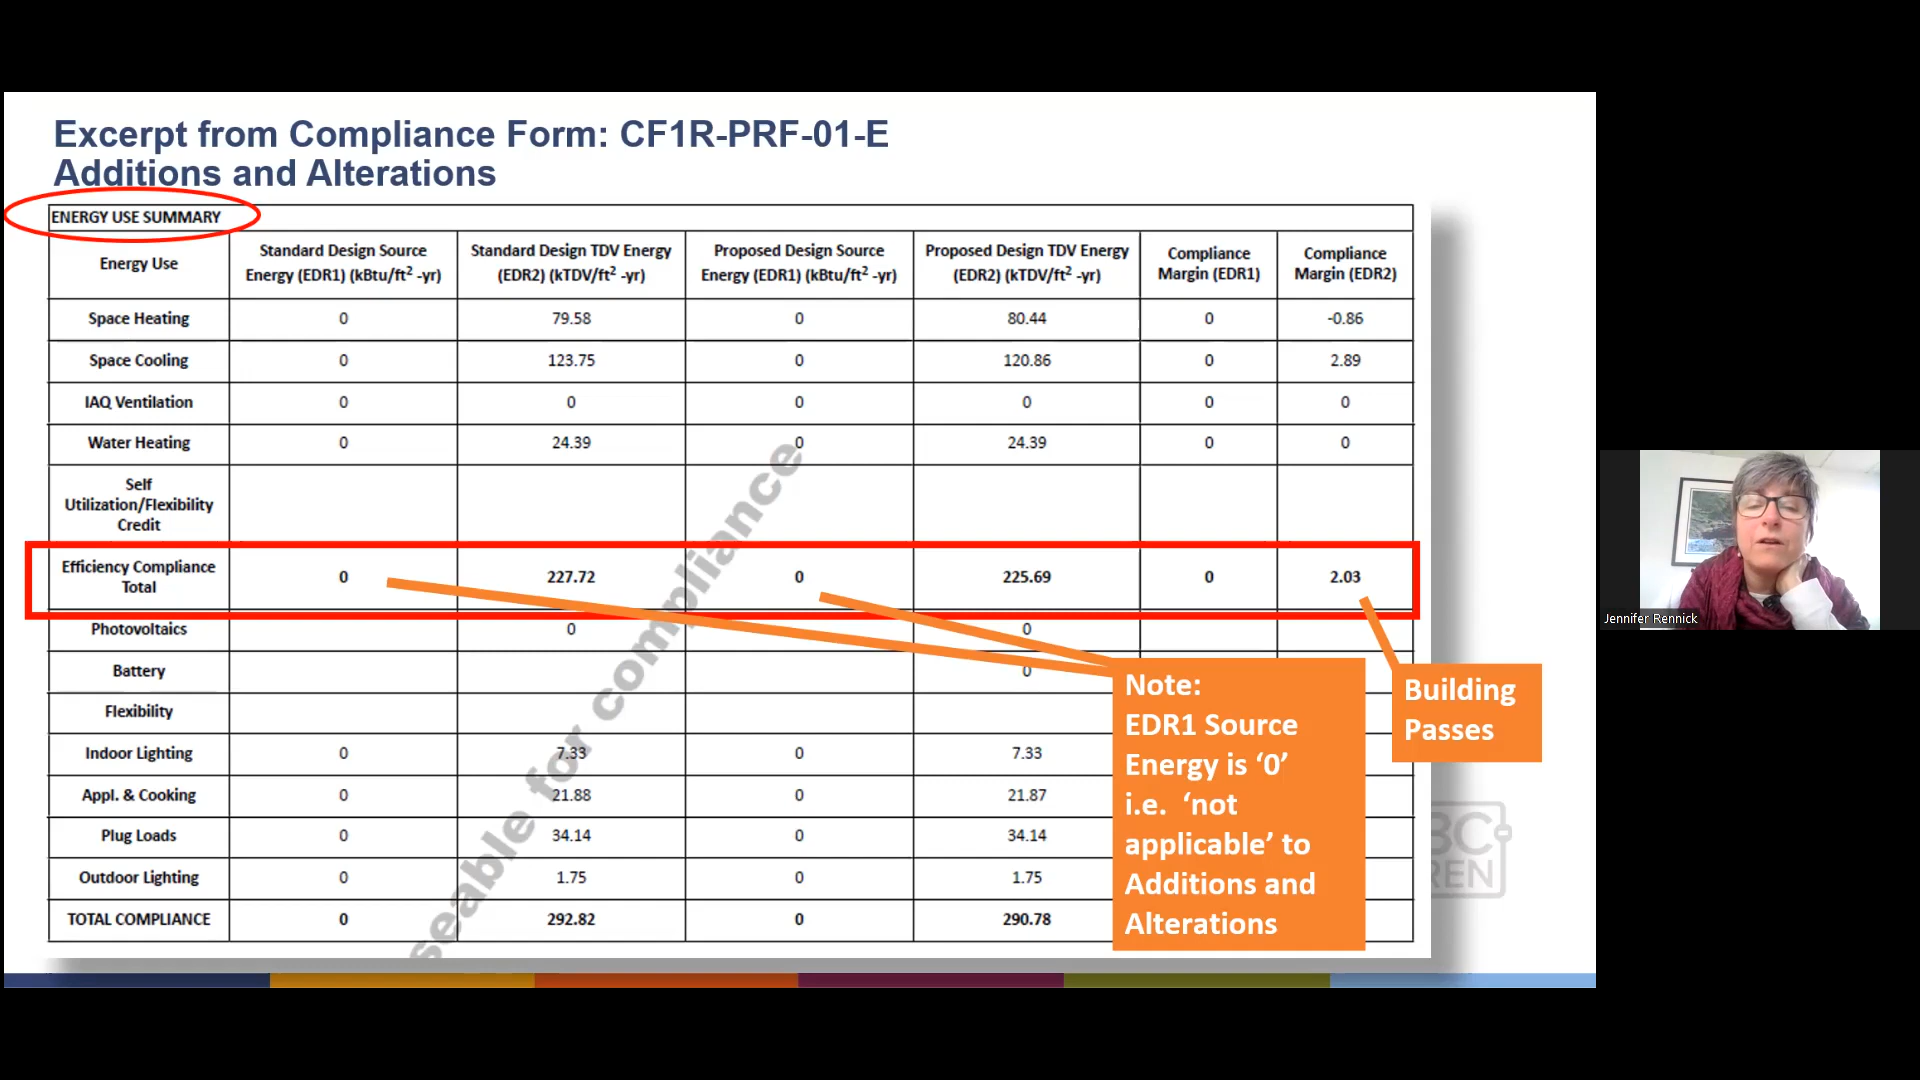 Excerpt from Compliance Form: CF1R-PRF-01-E
Additions and Alterations
ENERGY USE SUMMARY
Energy Use
Standard Design Source
Energy (EDR1) (kBtu/ft² -yr)
Standard Design TDV Energy
(EDR2) (kTDV/ft² -yr)
Proposed Design Source
Energy (EDR1) (kBtu/ft² -yr)
Proposed Design TDV Energy
(EDR2) (kTDV/ft² -yr)
Compliance
Margin (EDR1)
Compliance
Margin (EDR2)
Space Heating 0 79.58 0 80.44 0 -0.86
Space Cooling 0 123.75 0 120.86 0 2.89
IAQ Ventilation 0 0 0 0 0 0
Water Heating 0 24.39 0 24.39 0 0
Self
Utilization/Flexibility
Credit
Efficiency Compliance
Total
0 227.72 0 225.69 0 2.03
Photovoltaics 0 0
Battery 0
Flexibility
Indoor Lighting 0 7.33 0 7.33
Appl. & Cooking 0 21.88 0 21.87
Plug Loads 0 34.14 0 34.14
Outdoor Lighting 0 1.75 0 1.75
TOTAL COMPLIANCE 0 292.82 0 290.78
seable for compliance
Note:
EDR1 Source
Energy is ‘0’
i.e. ‘not
applicable’ to
Additions and
Alterations
Building
Passes
BC
REN
Jennifer Rennick